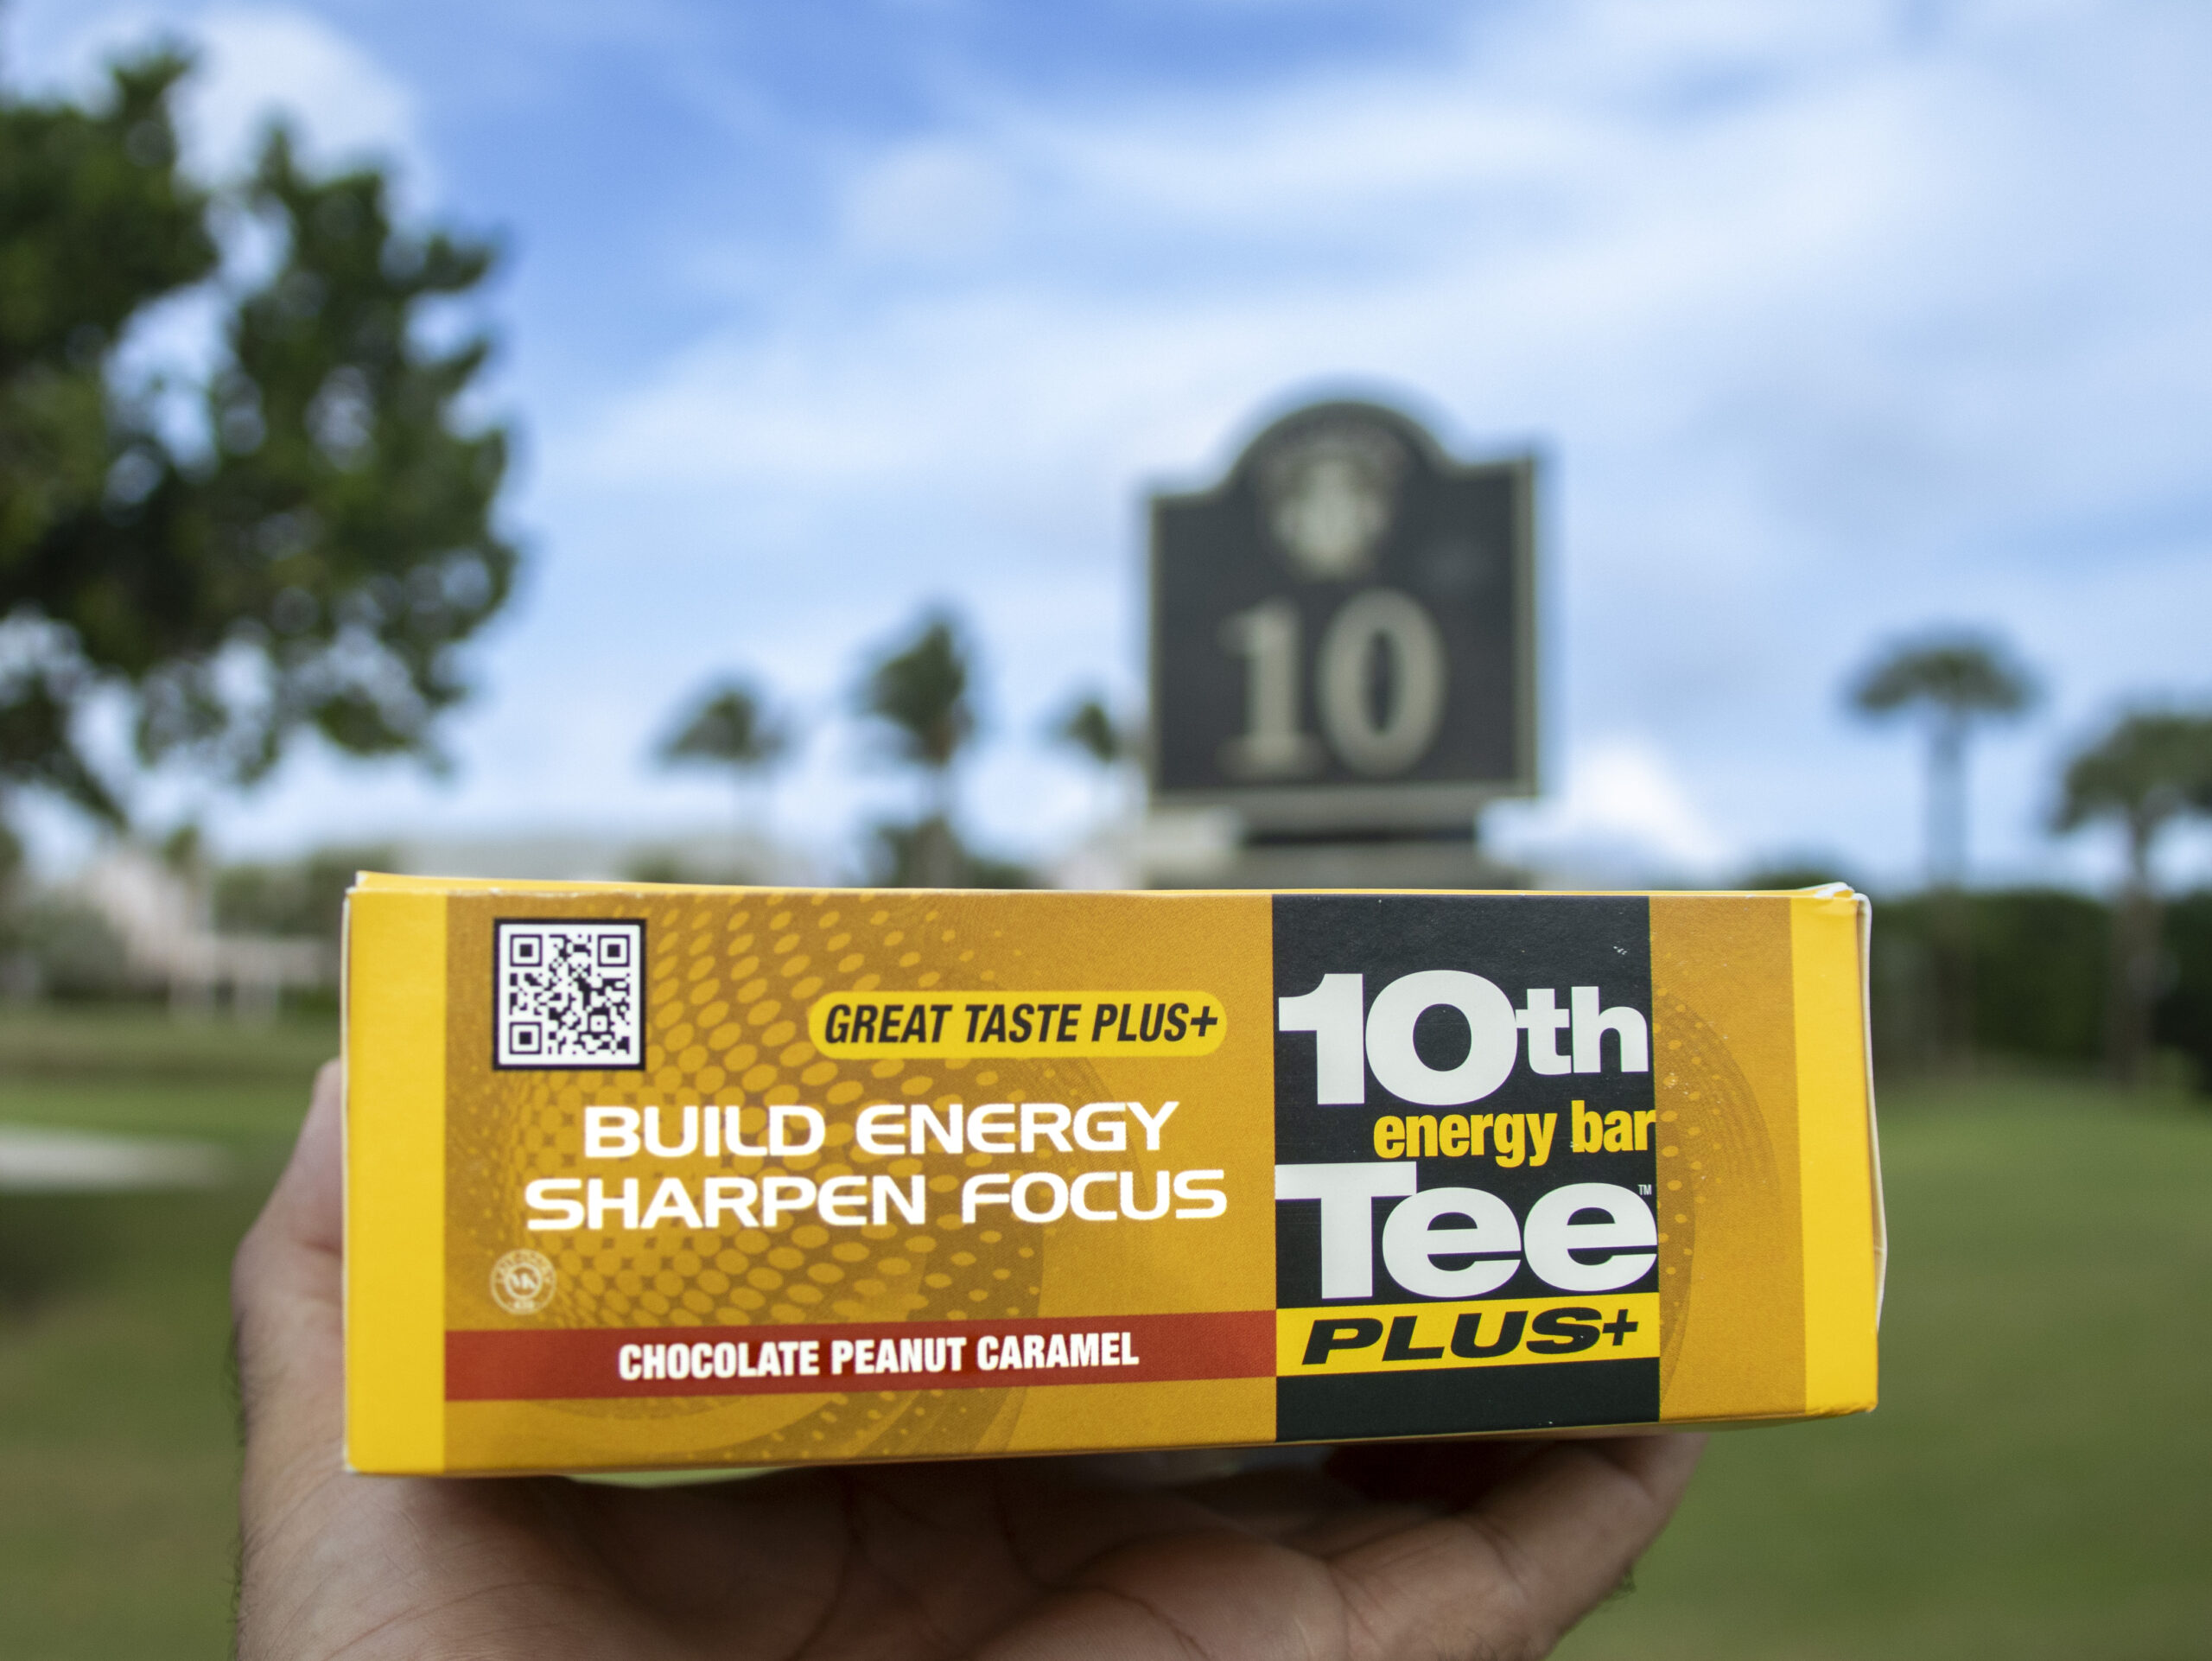 10
GREAT TASTE PLUS+
BUILD ENERGY
SHARPEN FOCUS
CHOCOLATE PEANUT CARAMEL
10th
energy bar
Tee™
PLUS+